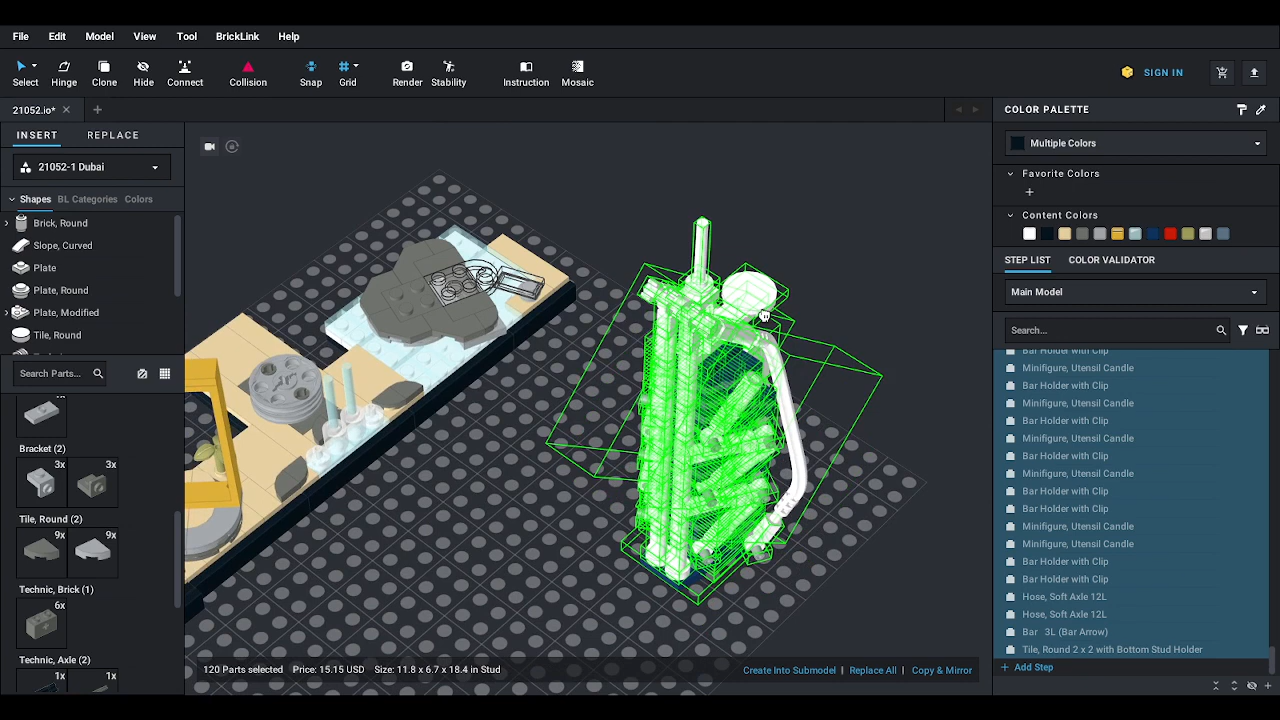 File Edit Model View Tool BrickLink Help
Select Hinge Clone Hide Connect Collision Snap Grid Render Stability Instruction Mosaic SIGN IN
21052.io*
INSERT REPLACE
21052-1 Dubai
Shapes BL Categories Colors
Brick, Round
Slope, Curved
Plate
Plate, Round
Plate, Modified
Tile, Round
Search Parts...
Bracket (2)
3x 3x
Tile, Round (2)
9x 9x
Technic, Brick (1)
6x
Technic, Axle (2)
1x 1x
120 Parts selected Price: 15.15 USD Size: 11.8 x 6.7 x 18.4 in Stud
Create Into Submodel | Replace All | Copy & Mirror
COLOR PALETTE
Multiple Colors
Favorite Colors
Content Colors
STEP LIST COLOR VALIDATOR
Main Model
Search...
Bar Holder with Clip
Minifigure, Utensil Candle
Bar Holder with Clip
Minifigure, Utensil Candle
Bar Holder with Clip
Minifigure, Utensil Candle
Bar Holder with Clip
Minifigure, Utensil Candle
Bar Holder with Clip
Bar Holder with Clip
Minifigure, Utensil Candle
Minifigure, Utensil Candle
Bar Holder with Clip
Bar Holder with Clip
Hose, Soft Axle 12L
Hose, Soft Axle 12L
Bar 3L (Bar Arrow)
Tile, Round 2 x 2 with Bottom Stud Holder
+ Add Step